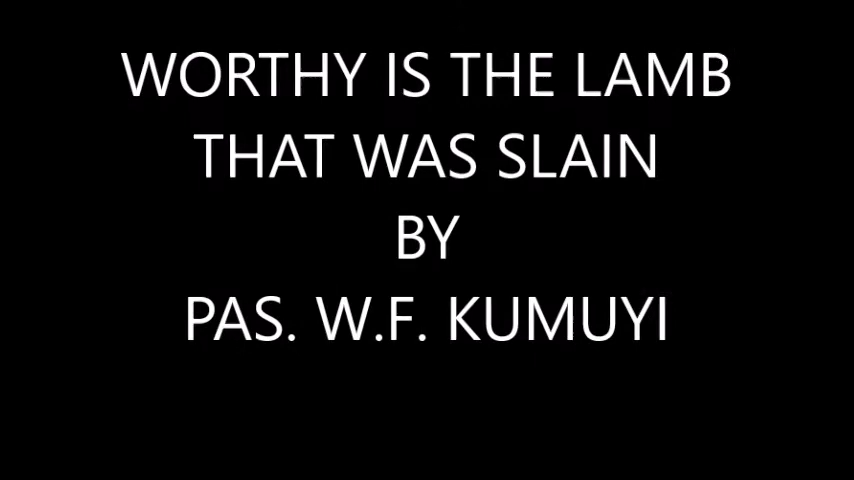 WORTHY IS THE LAMB
THAT WAS SLAIN
BY
PAS. W.F. KUMUYI